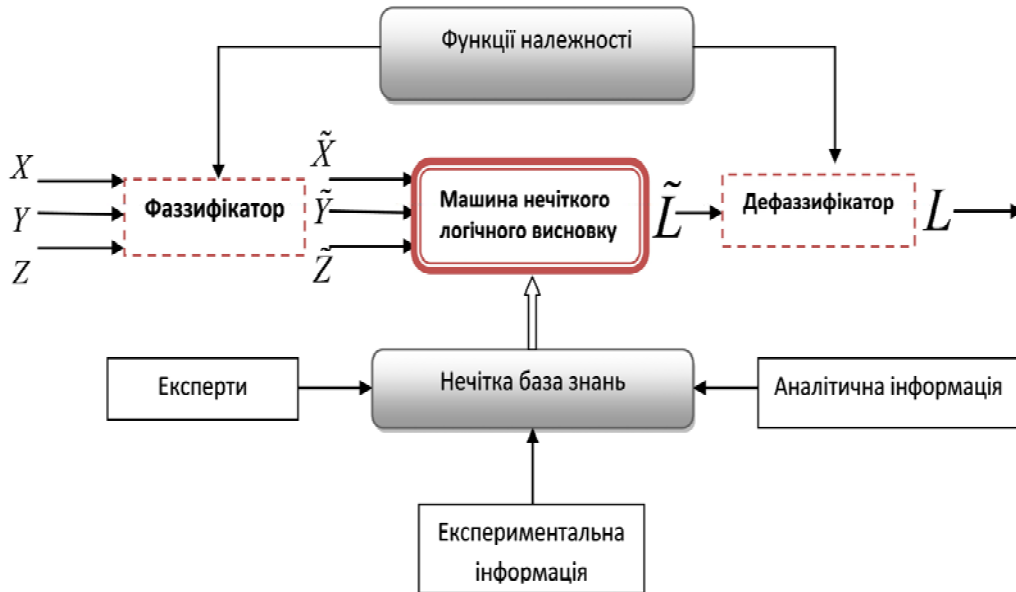 Функції належності
X
Y
Z
Фаззифікатор
X̃
Ỹ
Z̃
Машина нечіткого
логічного висновку
L̃
Дефаззифікатор
L
Експерти
Нечітка база знань
Аналітична інформація
Експериментальна
інформація